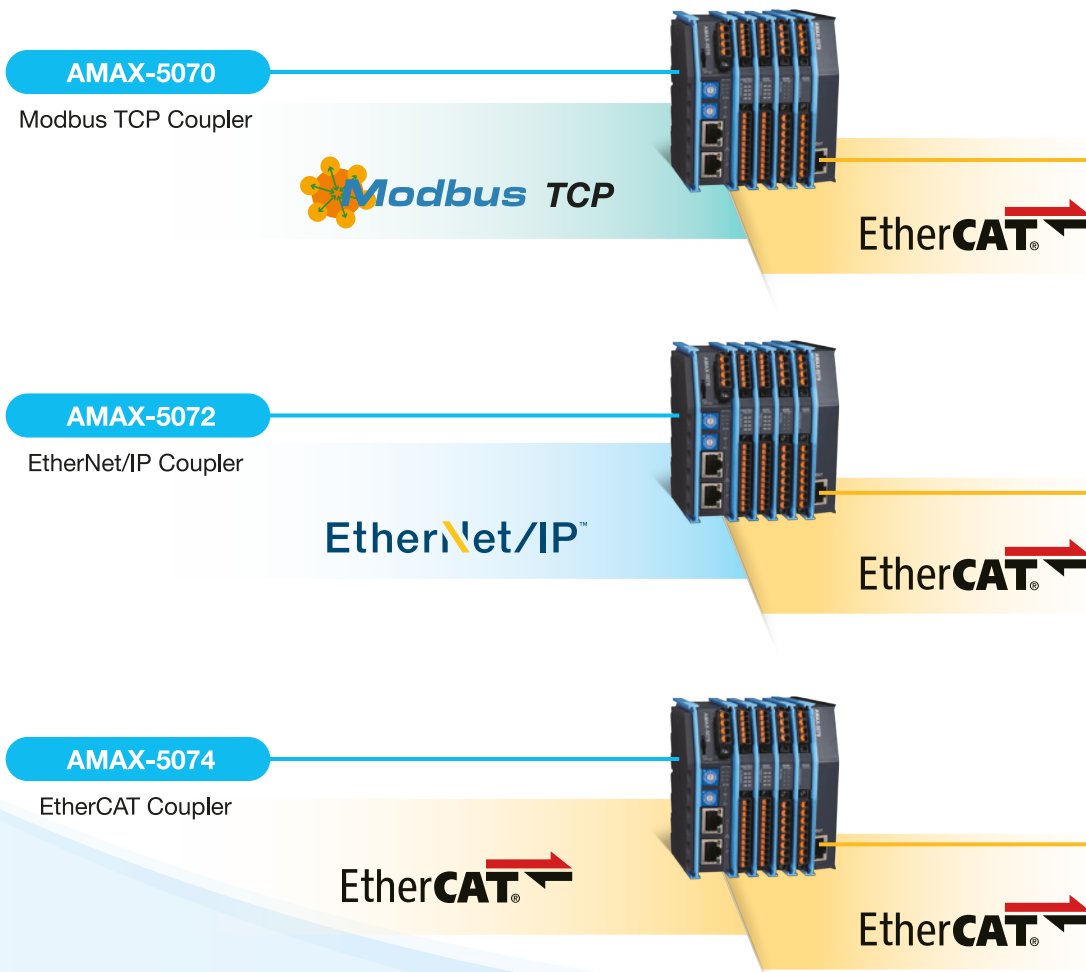 AMAX-5070
Modbus TCP Coupler
Modbus TCP
EtherCAT®
AMAX-5072
EtherNet/IP Coupler
EtherNet/IP™
EtherCAT®
AMAX-5074
EtherCAT Coupler
EtherCAT®
EtherCAT®